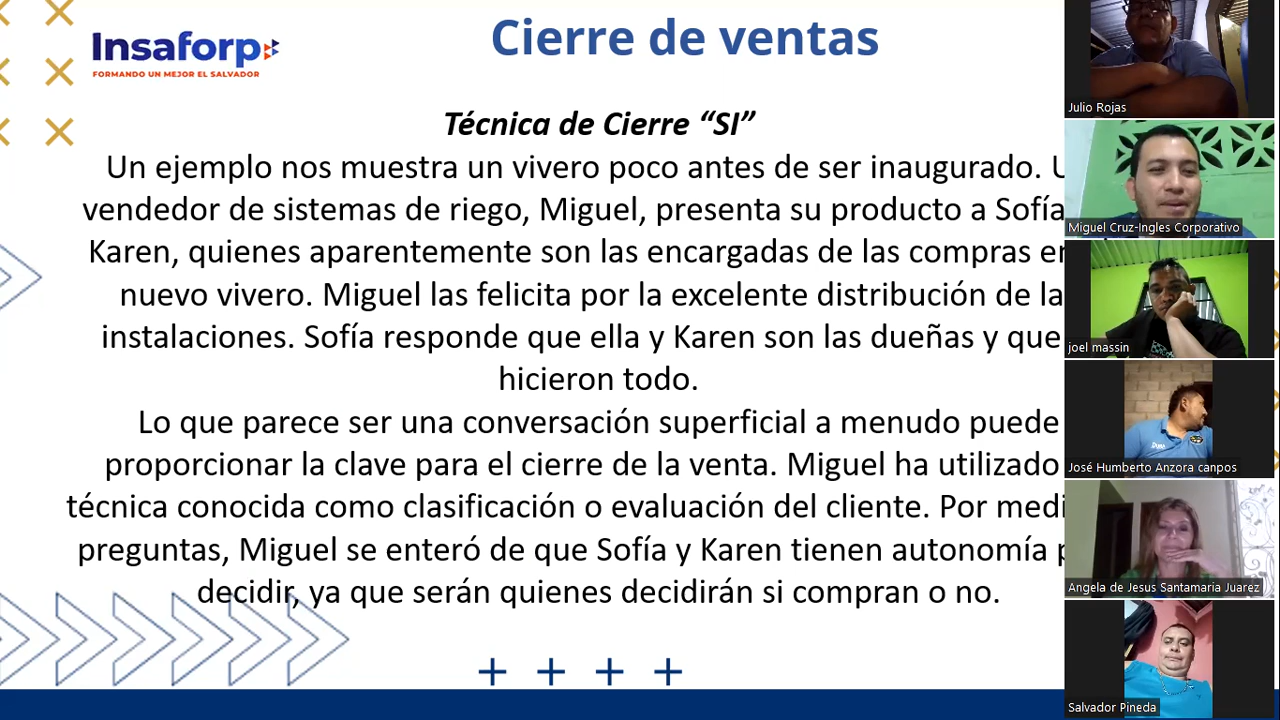 Insaforp
FORMANDO UN MEJOR EL SALVADOR
Cierre de ventas
Técnica de Cierre “SI”
Un ejemplo nos muestra un vivero poco antes de ser inaugurado.
vendedor de sistemas de riego, Miguel, presenta su producto a Sofía
Karen, quienes aparentemente son las encargadas de las compras
nuevo vivero. Miguel las felicita por la excelente distribución de
instalaciones. Sofía responde que ella y Karen son las dueñas y que
hicieron todo.
Lo que parece ser una conversación superficial a menudo puede
proporcionar la clave para el cierre de la venta. Miguel ha utilizado
técnica conocida como clasificación o evaluación del cliente. Por
preguntas, Miguel se enteró de que Sofía y Karen tienen autonomía
decidir, ya que serán quienes decidirán si compran o no.
Julio Rojas
Miguel Cruz-Ingles Corporativo
joel massin
José Humberto Anzora canpos
Angela de Jesus Santamaria Juarez
Salvador Pineda